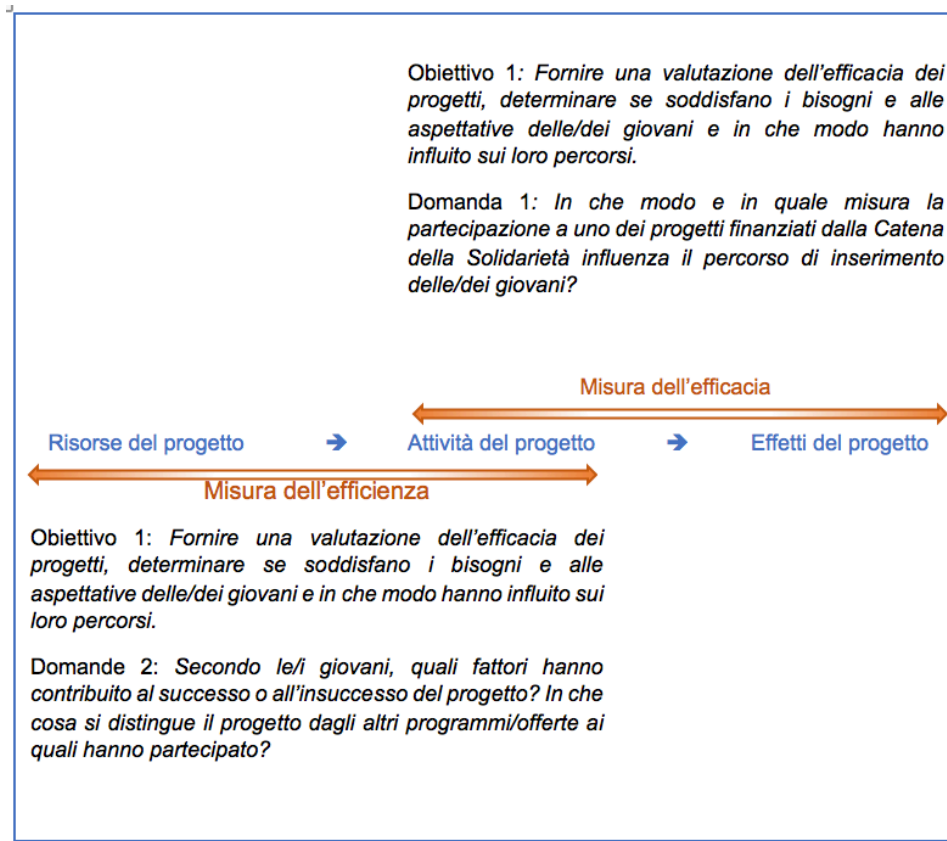 Obiettivo 1: Fornire una valutazione dell’efficacia dei
progetti, determinare se soddisfano i bisogni e alle
aspettative delle/dei giovani e in che modo hanno
influito sui loro percorsi.
Domanda 1: In che modo e in quale misura la
partecipazione a uno dei progetti finanziati dalla Catena
della Solidarietà influenza il percorso di inserimento
delle/dei giovani?
Misura dell’efficacia
Risorse del progetto ➔ Attività del progetto ➔ Effetti del progetto
Misura dell’efficienza
Obiettivo 1: Fornire una valutazione dell’efficacia dei
progetti, determinare se soddisfano i bisogni e alle
aspettative delle/dei giovani e in che modo hanno influito sui
loro percorsi.
Domande 2: Secondo le/i giovani, quali fattori hanno
contribuito al successo o all’insuccesso del progetto? In che
cosa si distingue il progetto dagli altri programmi/offerte ai
quali hanno partecipato?